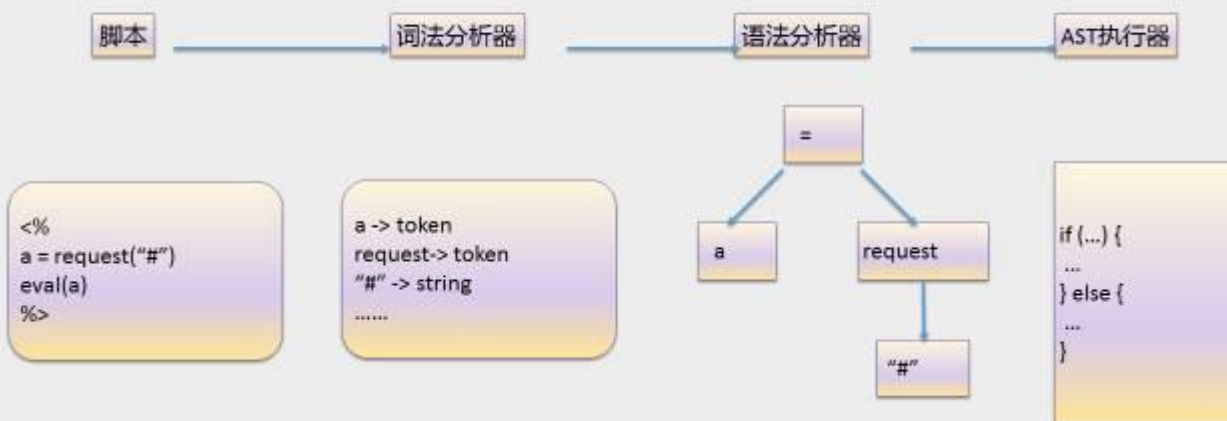 脚本
词法分析器
语法分析器
AST执行器
<%
a = request(“#”)
eval(a)
%>
a -> token
request-> token
“#” -> string
……
=
a
request
“#”
if (...) {
...
} else {
...
}